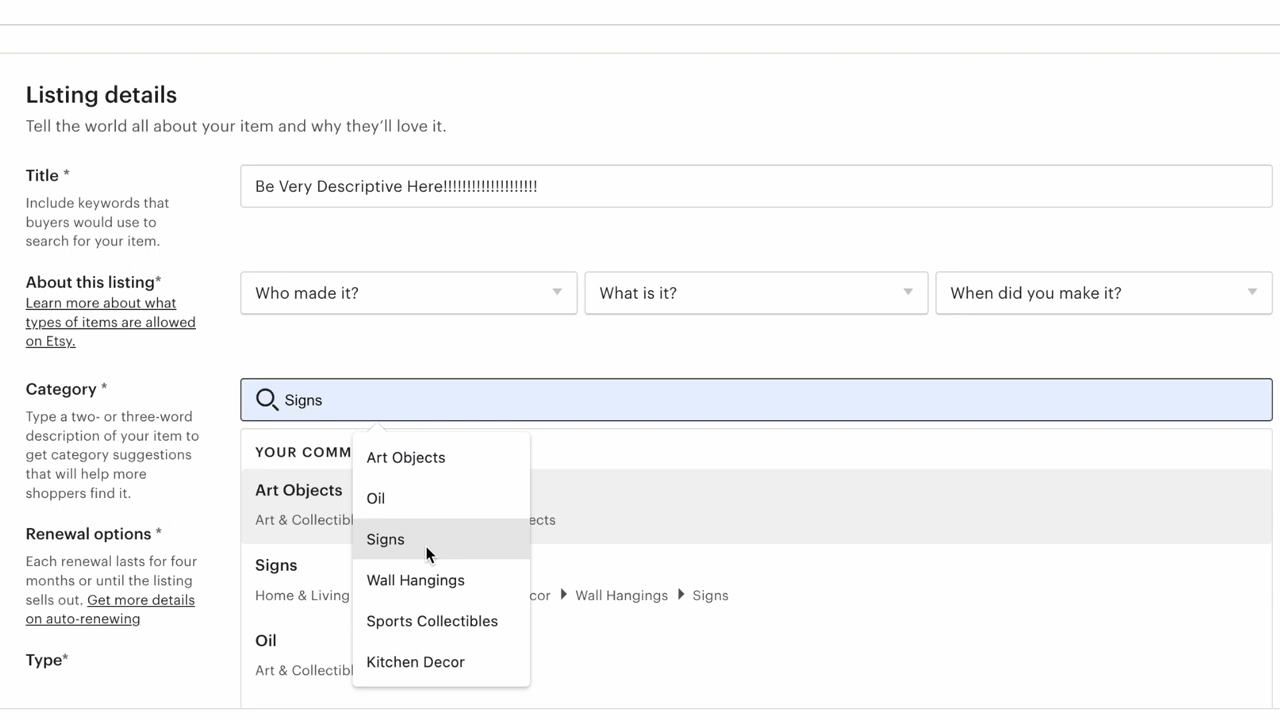 Listing details
Tell the world all about your item and why they’ll love it.
Title *
Include keywords that
buyers would use to
search for your item.
Be Very Descriptive Here!!!!!!!!!!!!!!!!!!!!
About this listing*
Learn more about what
types of items are allowed
on Etsy.
Who made it?
What is it?
When did you make it?
Category *
Type a two- or three-word
description of your item to
get category suggestions
that will help more
shoppers find it.
Signs
YOUR COMM
Art Objects
Art & Collectibl
ects
Signs
Home & Living
cor
Wall Hangings
Signs
Oil
Art & Collectibl
Art Objects
Oil
Signs
Wall Hangings
Sports Collectibles
Kitchen Decor
Renewal options *
Each renewal lasts for four
months or until the listing
sells out. Get more details
on auto-renewing
Type*